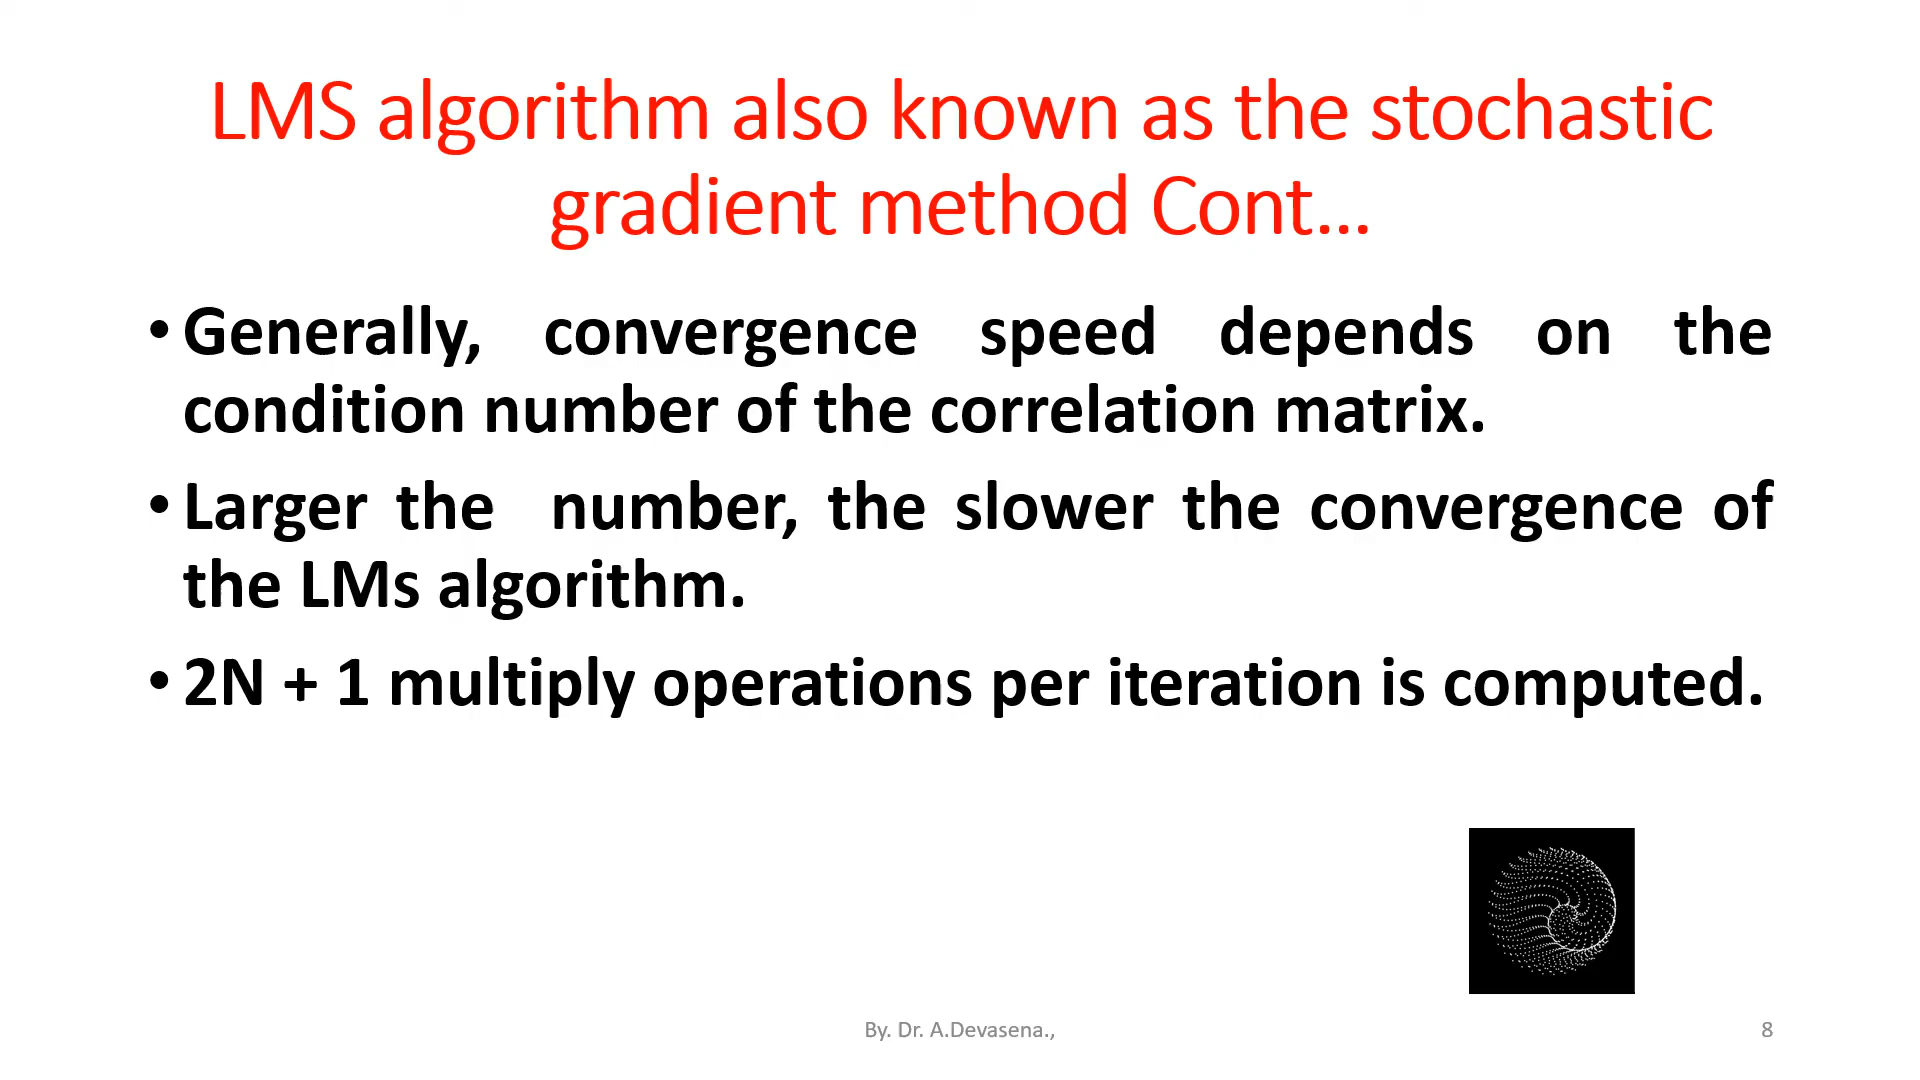 LMS algorithm also known as the stochastic
gradient method Cont...
• Generally, convergence speed depends on the
condition number of the correlation matrix.
• Larger the number, the slower the convergence of
the LMs algorithm.
• 2N + 1 multiply operations per iteration is computed.
By. Dr. A.Devasena.,
8